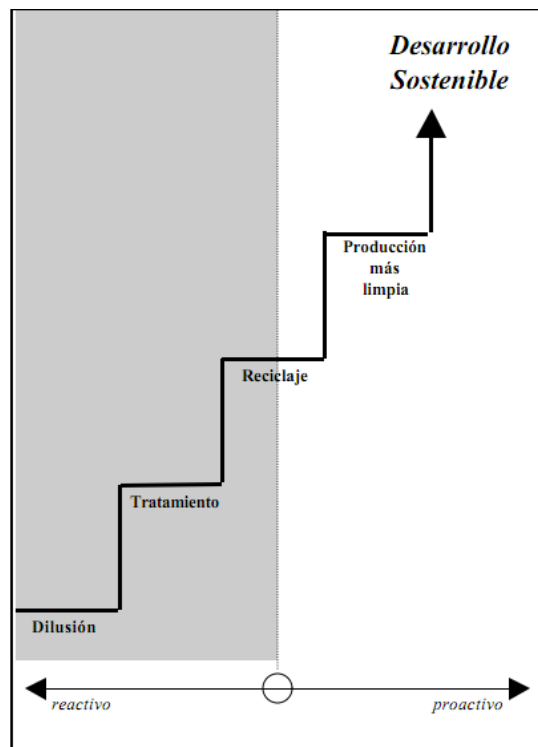 Desarrollo
Sostenible
Producción
más
limpia
Reciclaje
Tratamiento
Dilusión
reactivo
proactivo